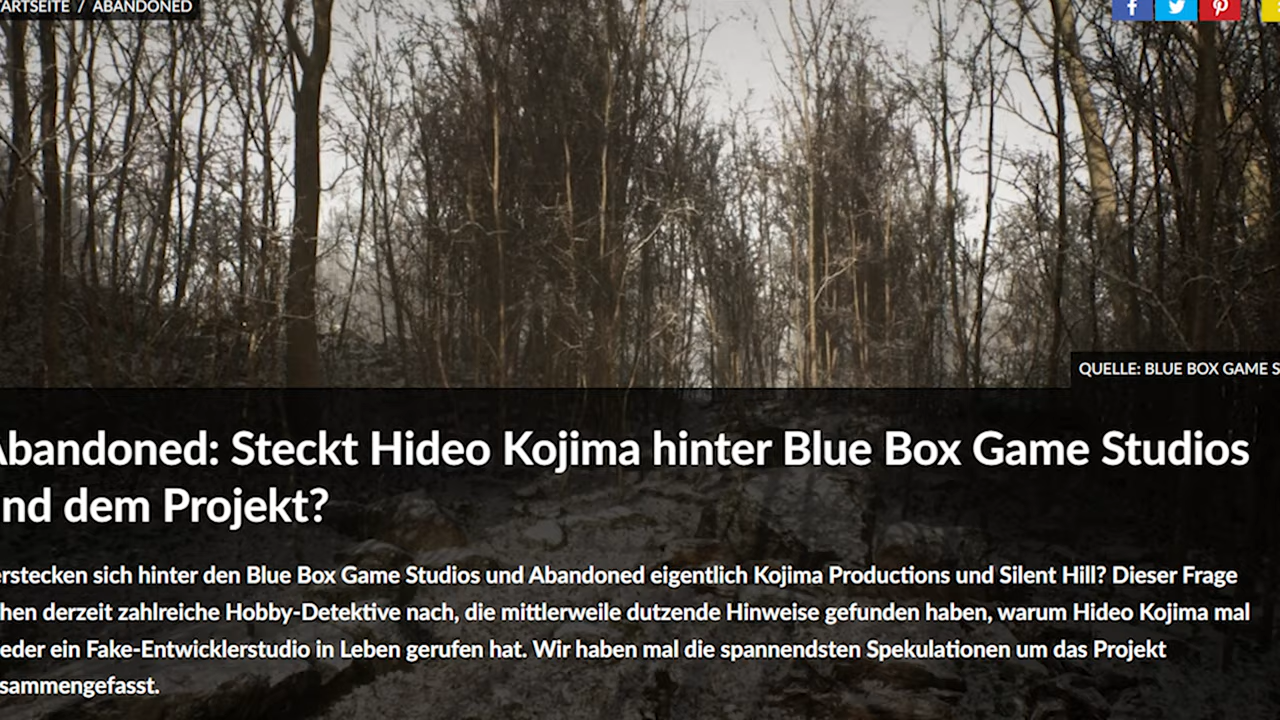 TARTSEITE / ABANDONED
QUELLE: BLUE BOX GAME S
Abandoned: Steckt Hideo Kojima hinter Blue Box Game Studios
nd dem Projekt?
erstecken sich hinter den Blue Box Game Studios und Abandoned eigentlich Kojima Productions und Silent Hill? Dieser Frage
hen derzeit zahlreiche Hobby-Detektive nach, die mittlerweile dutzende Hinweise gefunden haben, warum Hideo Kojima mal
eder ein Fake-Entwicklerstudio in Leben gerufen hat. Wir haben mal die spannendsten Spekulationen um das Projekt
sammengefasst.